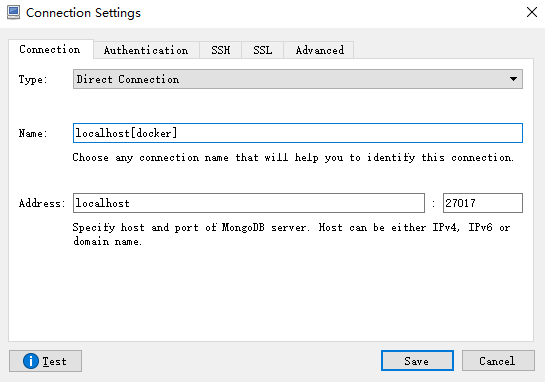 Connection Settings
Connection Authentication SSH SSL Advanced
Type: Direct Connection
Name: localhost[docker]
Choose any connection name that will help you to identify this connection.
Address: localhost : 27017
Specify host and port of MongoDB server. Host can be either IPv4, IPv6 or
domain name.
Test Save Cancel